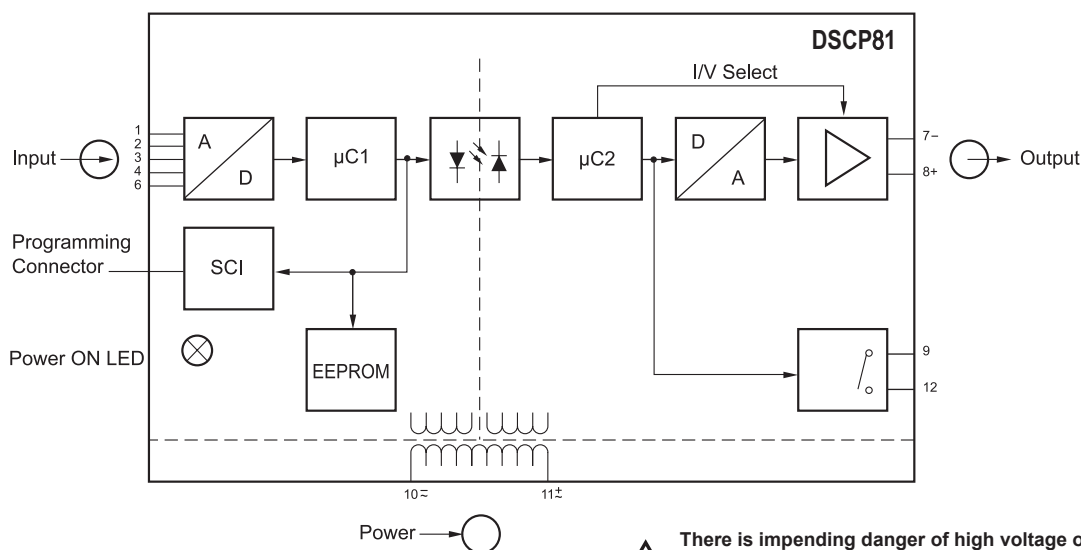 DSCP81
I/V Select
Input
1
2
3
4
6
A
D
µC1
µC2
D
A
7−
8+
Output
Programming
Connector
SCI
Power ON LED
EEPROM
9
12
10
11±
Power
There is impending danger of high voltage